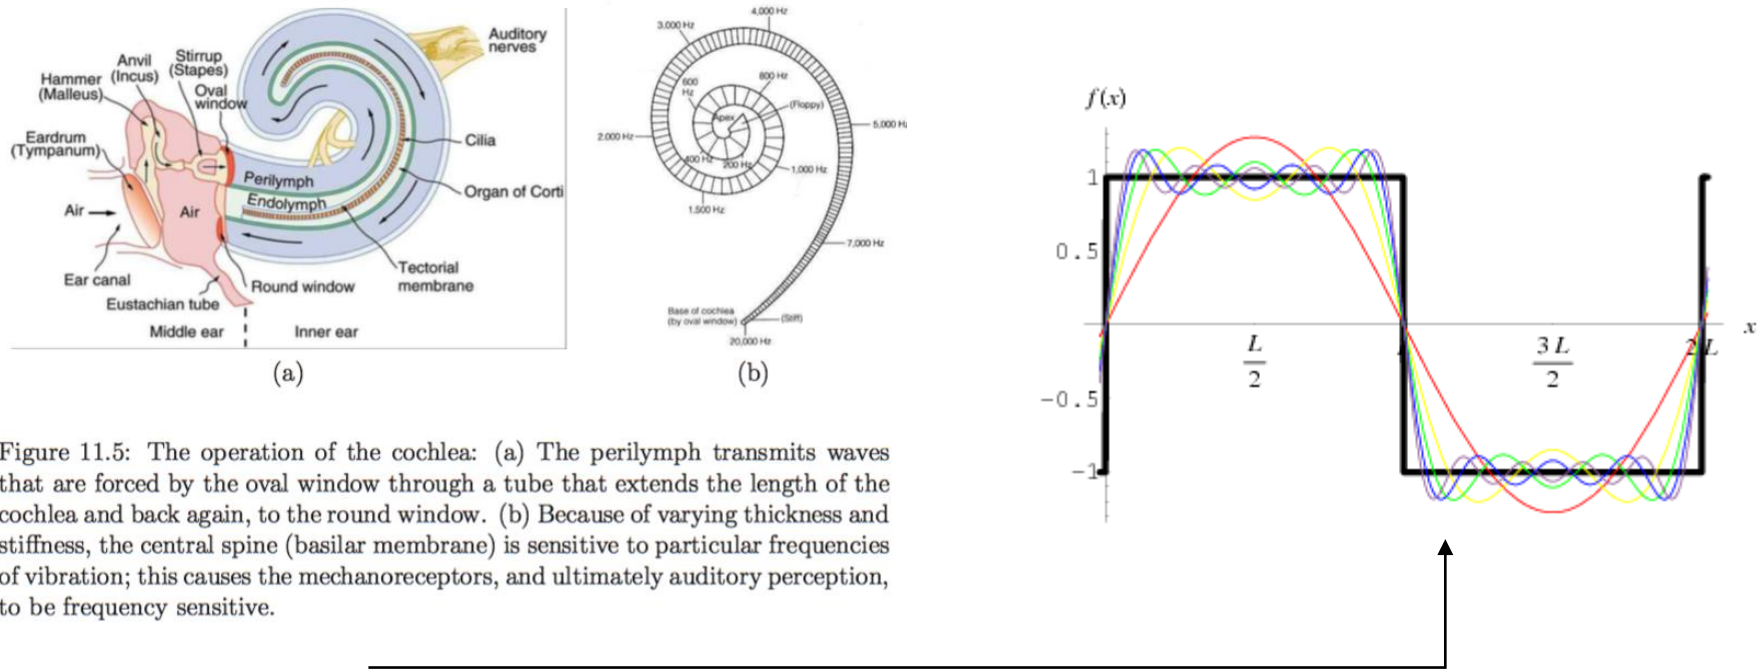 Auditory
nerves
Stirrup
(Stapes)
Anvil
(Incus)
Hammer
(Malleus)
Oval
window
Eardrum
(Tympanum)
Cilia
Perilymph
Organ of Corti
Endolymph
Air
Air
Tectorial
membrane
Ear canal
Round window
Eustachian tube
Middle ear
Inner ear
(a)
4,000 Hz
3,000 Hz
800 Hz
600
Hz
(Floppy)
Apex
5,000 Hz
2,000 Hz
400 Hz
200 Hz
1,000 Hz
1,500 Hz
7,000 Hz
Base of cochlea
(by oval window)
(Stiff)
20,000 Hz
(b)
Figure 11.5: The operation of the cochlea: (a) The perilymph transmits waves
that are forced by the oval window through a tube that extends the length of the
cochlea and back again, to the round window. (b) Because of varying thickness and
stiffness, the central spine (basilar membrane) is sensitive to particular frequencies
of vibration; this causes the mechanoreceptors, and ultimately auditory perception,
to be frequency sensitive.
f(x)
1
0.5
x
L
2
3 L
2
2 L
-0.5
-1